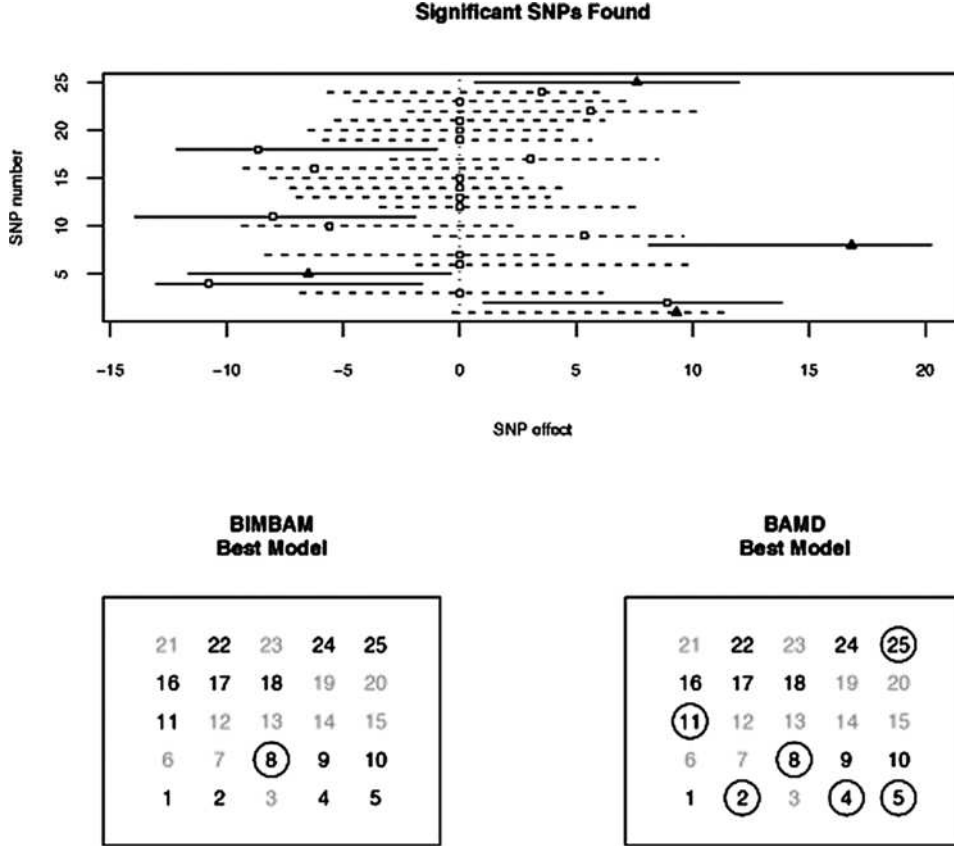 Significant SNPs Found
SNP number
25
20
15
10
5
-15 -10 -5 0 5 10 15 20
SNP effect
BIMBAM
Best Model
21 22 23 24 25
16 17 18 19 20
11 12 13 14 15
6 7 8 9 10
1 2 3 4 5
BAMD
Best Model
21 22 23 24 25
16 17 18 19 20
11 12 13 14 15
6 7 8 9 10
1 2 3 4 5